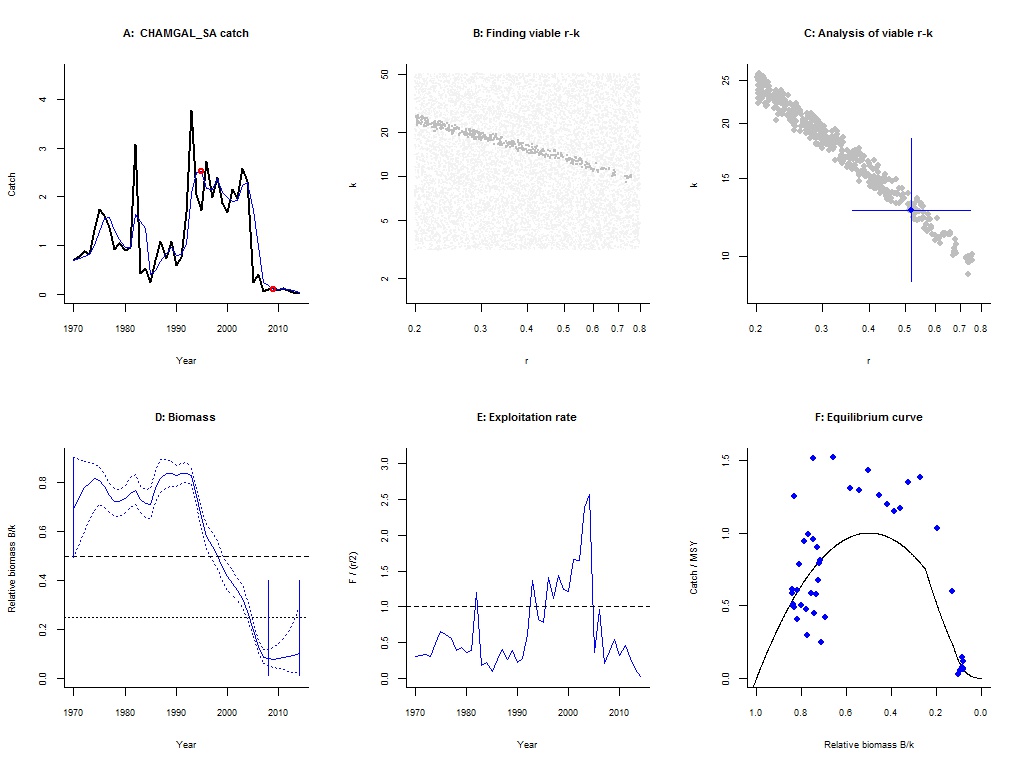 A: CHAMGAL_SA catch
B: Finding viable r-k
C: Analysis of viable r-k
Catch
0 1 2 3 4
1970 1980 1990 2000 2010
Year
k
2 5 10 20 50
0.2 0.3 0.4 0.5 0.6 0.7 0.8
r
k
10 15 20 25
0.2 0.3 0.4 0.5 0.6 0.7 0.8
r
D: Biomass
E: Exploitation rate
F: Equilibrium curve
Relative biomass B/k
0.0 0.2 0.4 0.6 0.8
1970 1980 1990 2000 2010
Year
F / (r/2)
0.0 0.5 1.0 1.5 2.0 2.5 3.0
1970 1980 1990 2000 2010
Year
Catch / MSY
0.0 0.5 1.0 1.5
1.0 0.8 0.6 0.4 0.2 0.0
Relative biomass B/k